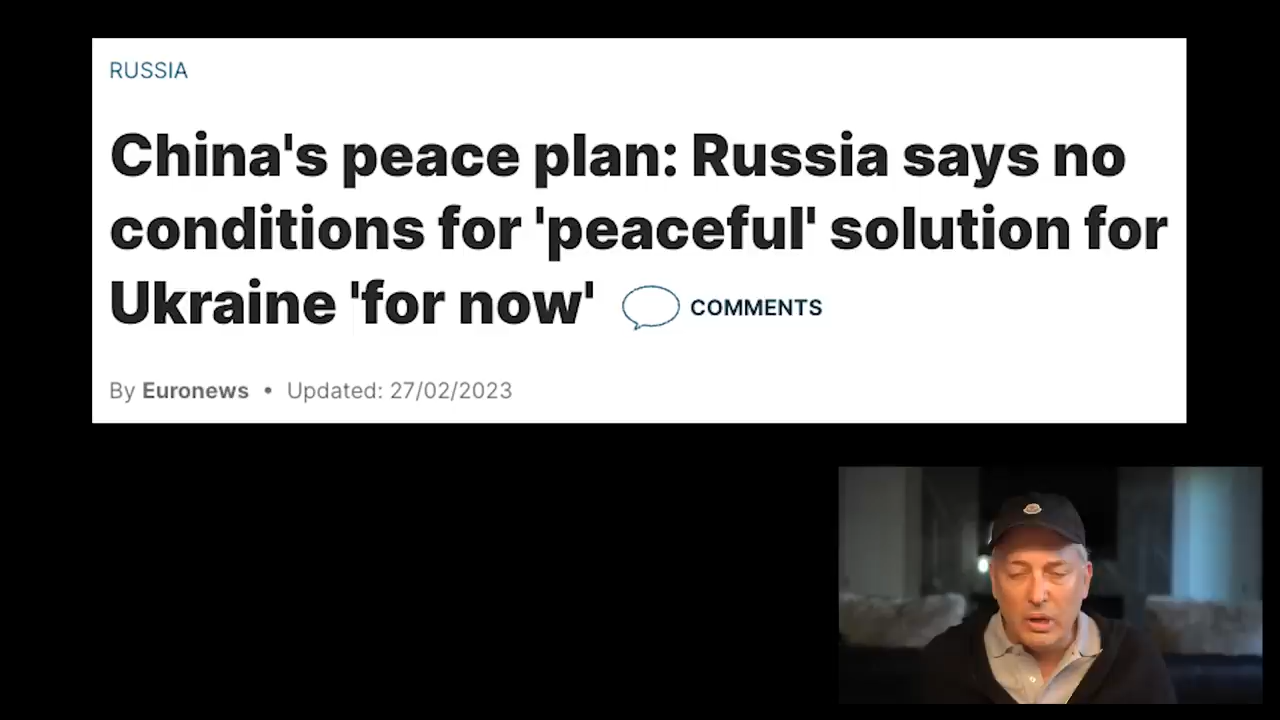 RUSSIA
China's peace plan: Russia says no
conditions for 'peaceful' solution for
Ukraine 'for now' COMMENTS
By Euronews • Updated: 27/02/2023